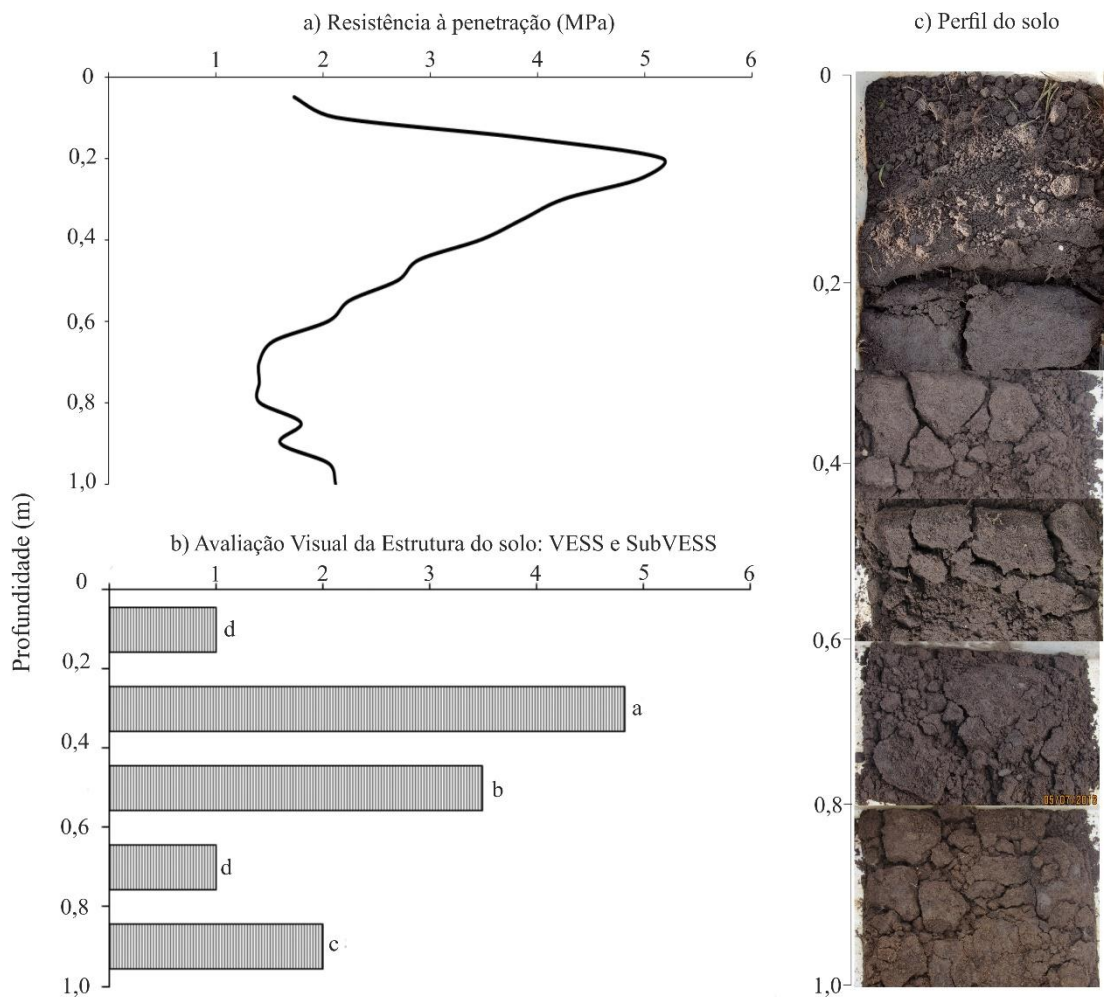 a) Resistência à penetração (MPa)
1 2 3 4 5 6
0
0,2
0,4
0,6
0,8
1,0
Profundidade (m)
b) Avaliação Visual da Estrutura do solo: VESS e SubVESS
1 2 3 4 5 6
0
d
0,2
a
0,4
b
0,6
d
0,8
c
1,0
c) Perfil do solo
0
0,2
0,4
0,6
05/07/2016
0,8
1,0